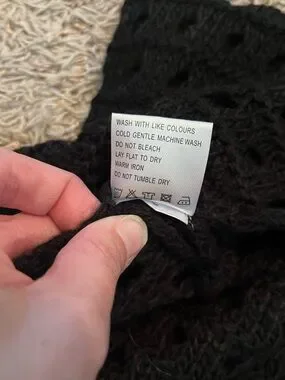 WASH WITH LIKE COLOURS
COLD GENTLE MACHINE WASH
DO NOT BLEACH
LAY FLAT TO DRY
WARM IRON
DO NOT TUMBLE DRY